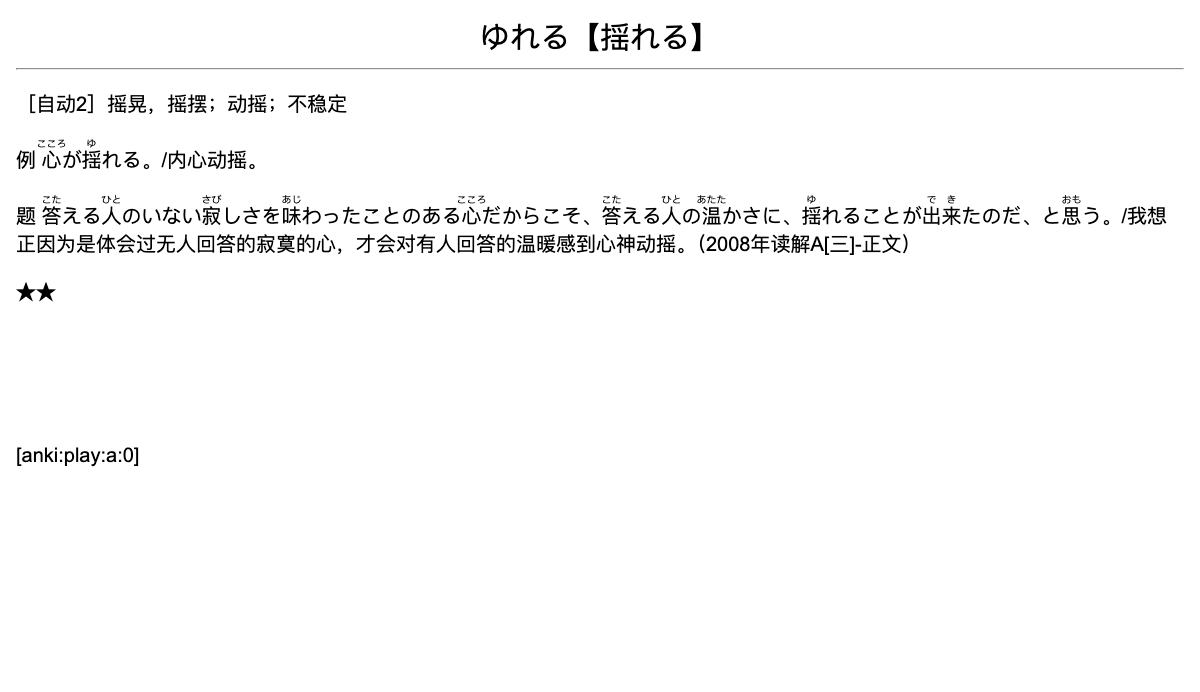 ゆれる【揺れる】
［自动2］摇晃，摇摆；动摇；不稳定
こころ ゆ
例 心が揺れる。/内心动摇。
こた ひと さび あじ こころ こた ひと あたた ゆ で き おも
题 答える人のいない寂しさを味わったことのある心だからこそ、答える人の温かさに、揺れることが出来たのだ、と思う。/我想
正因为是体会过无人回答的寂寞的心，才会对有人回答的温暖感到心神动摇。（2008年读解A[三]-正文）
★★
[anki:play:a:0]